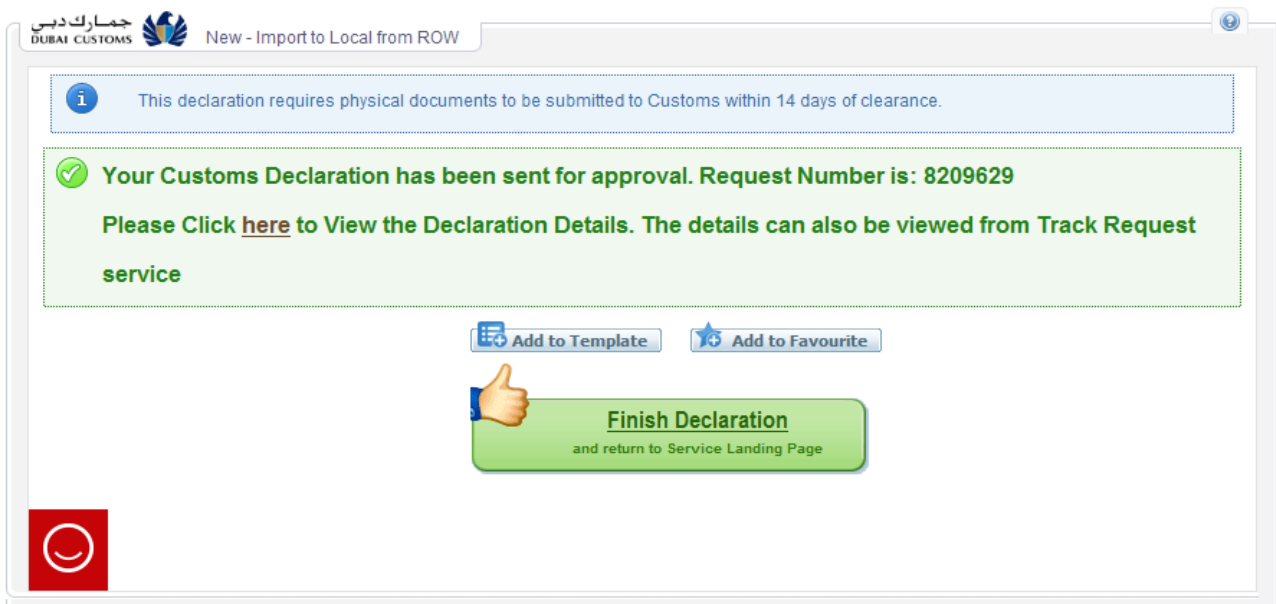 جمارك دبي
DUBAI CUSTOMS
New - Import to Local from ROW
This declaration requires physical documents to be submitted to Customs within 14 days of clearance.
Your Customs Declaration has been sent for approval. Request Number is: 8209629
Please Click here to View the Declaration Details. The details can also be viewed from Track Request
service
Add to Template
Add to Favourite
Finish Declaration
and return to Service Landing Page